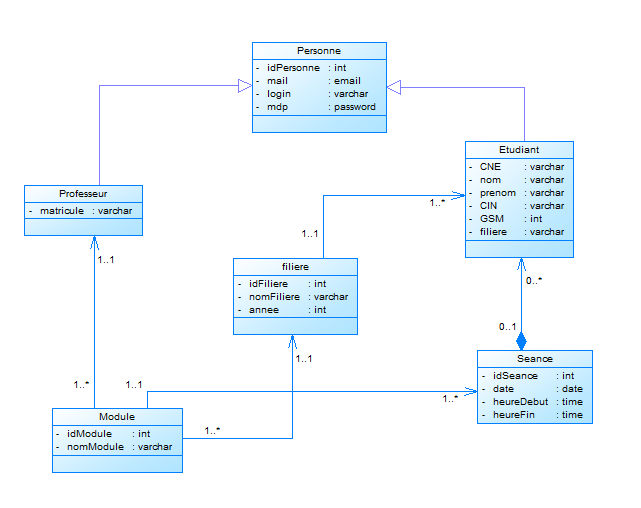 Personne
- idPersonne : int
- mail : email
- login : varchar
- mdp : password
Etudiant
- CNE : varchar
- nom : varchar
- prenom : varchar
- CIN : varchar
- GSM : int
- filiere : varchar
Professeur
- matricule : varchar
1..*
1..1
1..1
filiere
- idFiliere : int
- nomFiliere : varchar
- annee : int
0..*
0..1
1..1
Seance
- idSeance : int
- date : date
- heureDebut : time
- heureFin : time
1..*
1..1
1..*
Module
- idModule : int
- nomModule : varchar
1..*